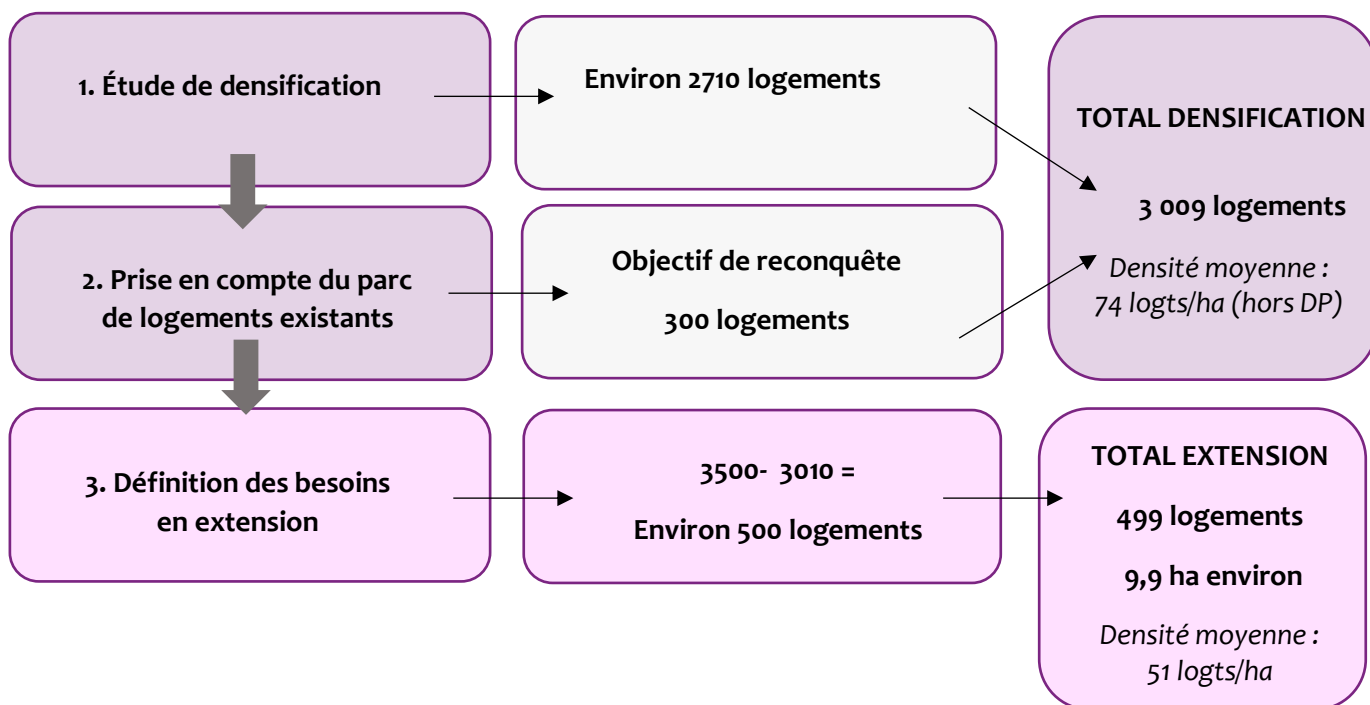 1. Étude de densification
Environ 2710 logements
TOTAL DENSIFICATION
3 009 logements
Densité moyenne :
74 logts/ha (hors DP)
2. Prise en compte du parc
de logements existants
Objectif de reconquête
300 logements
3. Définition des besoins
en extension
3500- 3010 =
Environ 500 logements
TOTAL EXTENSION
499 logements
9,9 ha environ
Densité moyenne :
51 logts/ha